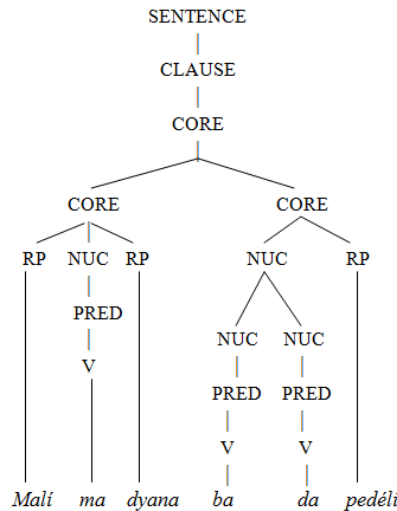 SENTENCE
CLAUSE
CORE
CORE CORE
RP NUC RP NUC RP
PRED NUC NUC
V PRED PRED
V V
Malí ma dyana ba da pedéli